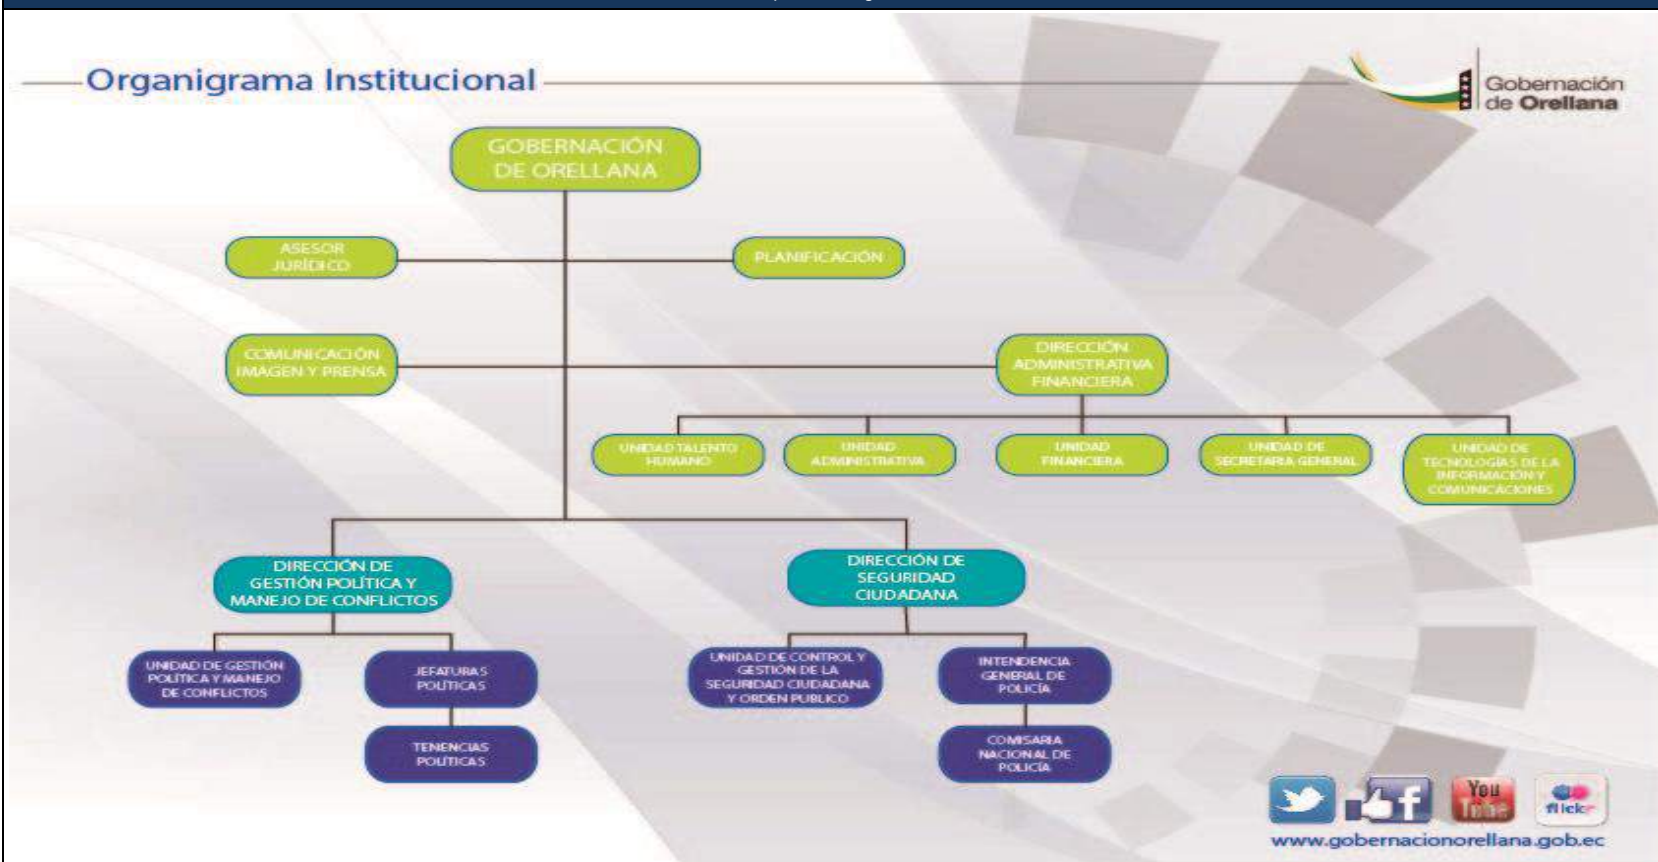 Organigrama Institucional
Gobernación
de Orellana
GOBERNACIÓN
DE ORELLANA
ASESOR
JURÍDICO
PLANIFICACIÓN
COMUNICACIÓN
IMAGEN Y PRENSA
DIRECCIÓN
ADMINISTRATIVA
FINANCIERA
UNIDAD TALENTO
HUMANO
UNIDAD
ADMINISTRATIVA
UNIDAD
FINANCIERA
UNIDAD DE
SECRETARIA GENERAL
UNIDAD DE
TECNOLOGÍAS DE LA
INFORMACIÓN Y
COMUNICACIONES
DIRECCIÓN DE
GESTIÓN POLÍTICA Y
MANEJO DE CONFLICTOS
DIRECCIÓN DE
SEGURIDAD
CIUDADANA
UNIDAD DE GESTIÓN
POLÍTICA Y MANEJO
DE CONFLICTOS
JEFATURAS
POLÍTICAS
UNIDAD DE CONTROL Y
GESTIÓN DE LA
SEGURIDAD CIUDADANA
Y ORDEN PUBLICO
INTENDENCIA
GENERAL DE
POLICÍA
TENENCIAS
POLÍTICAS
COMISARIA
NACIONAL DE
POLICÍA
You
Tube
flickr
www.gobernacionorellana.gob.ec